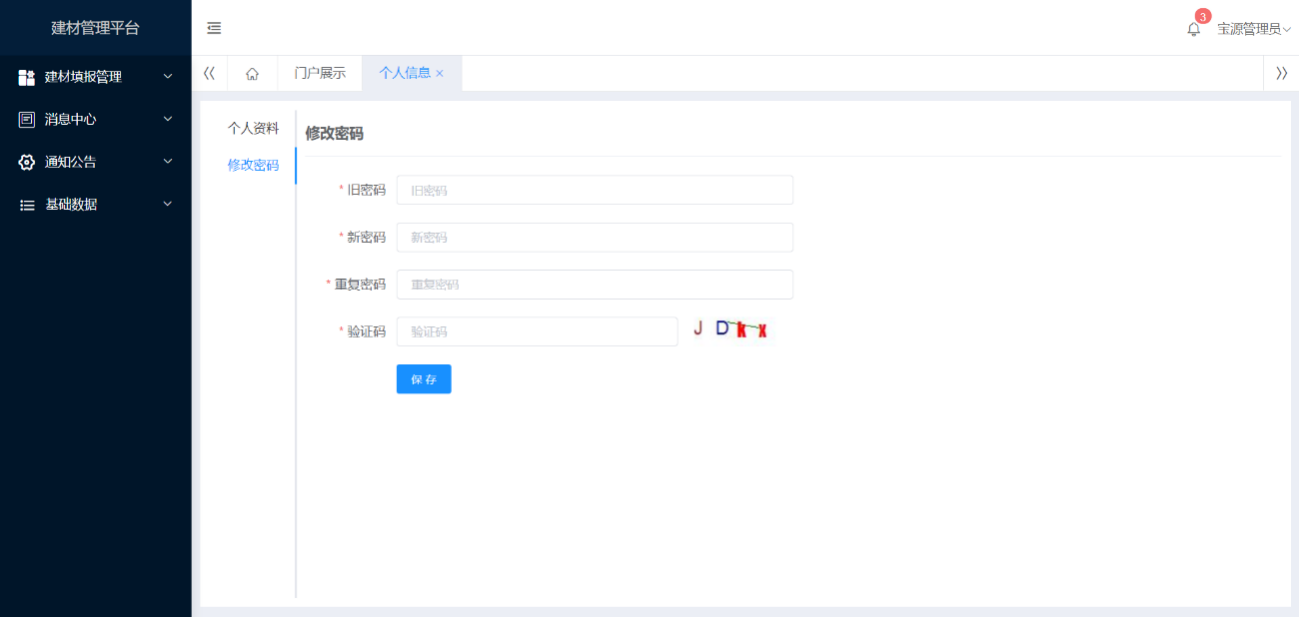 建材管理平台
3
宝源管理员
门户展示
个人信息 ×
建材填报管理
消息中心
通知公告
基础数据
个人资料
修改密码
修改密码
* 旧密码 旧密码
* 新密码 新密码
* 重复密码 重复密码
* 验证码 验证码 J D k x
保 存